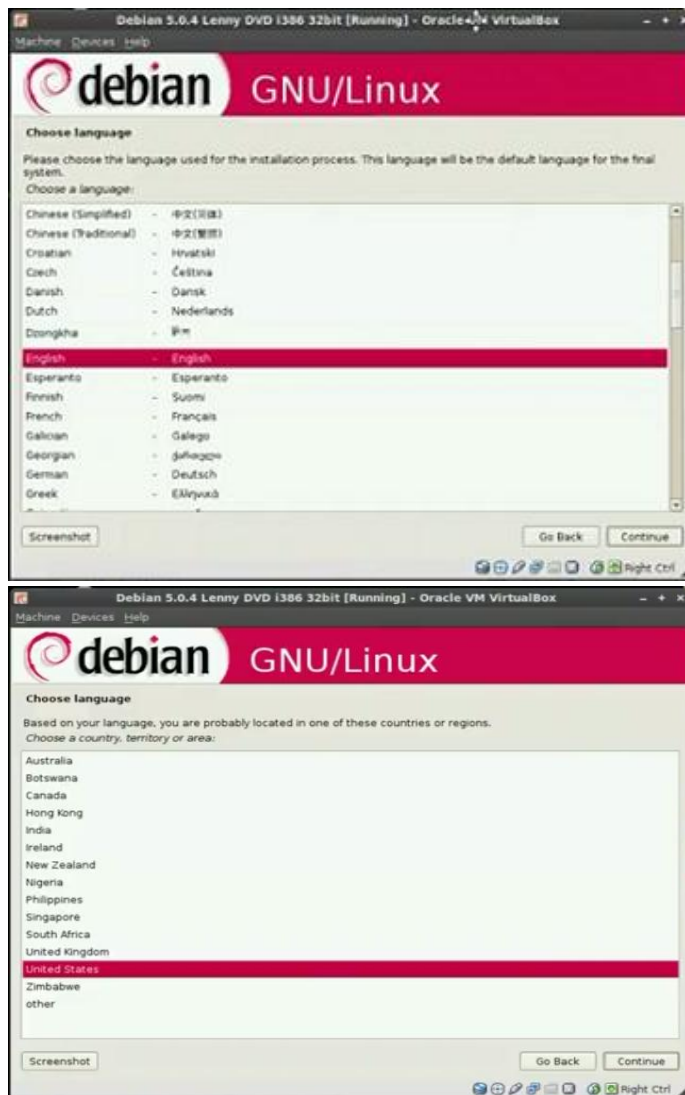 Debian 5.0.4 Lenny DVD i386 32bit [Running] - Oracle VirtualBox
Machine Devices Help
debian GNU/Linux
Choose language
Please choose the language used for the installation process. This language will be the default language for the final
system.
Choose a language:
Chinese (Simplified) - 中文(简体)
Chinese (Traditional) - 中文(繁體)
Croatian - Hrvatski
Czech - Čeština
Danish - Dansk
Dutch - Nederlands
Dzongkha -
English - English
Esperanto - Esperanto
Finnish - Suomi
French - Français
Galician - Galego
Georgian - ქართული
German - Deutsch
Greek - Ελληνικά
Screenshot Go Back Continue
Right Ctrl
Debian 5.0.4 Lenny DVD i386 32bit [Running] - Oracle VM VirtualBox
Machine Devices Help
debian GNU/Linux
Choose language
Based on your language, you are probably located in one of these countries or regions.
Choose a country, territory or area:
Australia
Botswana
Canada
Hong Kong
India
Ireland
New Zealand
Nigeria
Philippines
Singapore
South Africa
United Kingdom
United States
Zimbabwe
other
Screenshot Go Back Continue
Right Ctrl